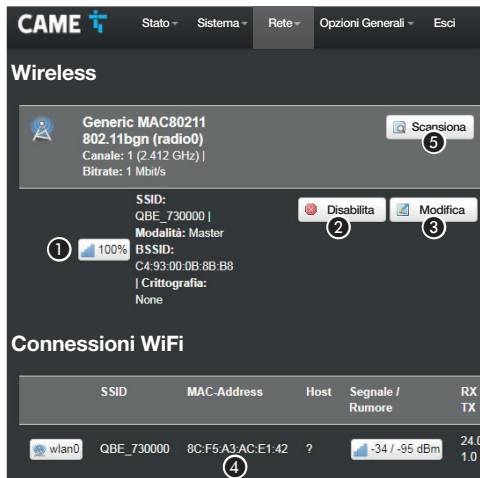 CAME Stato Sistema Rete Opzioni Generali Esci
Wireless
Generic MAC80211
802.11bgn (radio0)
Canale: 1 (2.412 GHz) |
Bitrate: 1 Mbit/s
Scansiona
5
SSID:
QBE_730000 |
Modalità: Master
BSSID:
C4:93:00:0B:8B:B8
| Crittografia:
None
1 100%
Disabilita
2
Modifica
3
Connessioni WiFi
SSID MAC-Address Host Segnale / Rumore RX TX
wlan0 QBE_730000 8C:F5:A3:AC:E1:42 ? -34 / -95 dBm 24.0
1.0
4